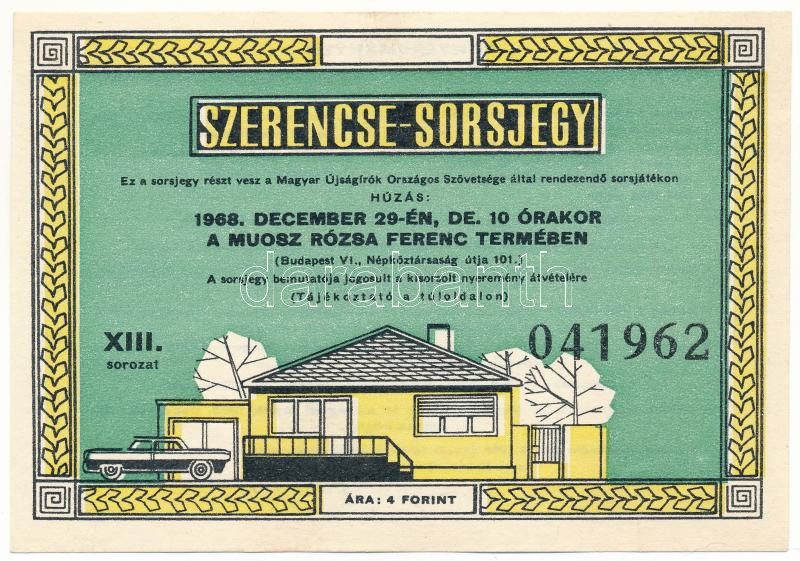 SZERENCSE-SORSJEGY
Ez a sorsjegy részt vesz a Magyar Újságírók Országos Szövetsége által rendezendő sorsjátékon
HÚZÁS:
1968. DECEMBER 29-ÉN, DE. 10 ÓRAKOR
A MUOSZ RÓZSA FERENC TERMÉBEN
(Budapest VI., Népköztársaság útja 101.)
A sorsjegy bemutatója jogosult a kisorsolt nyeremény átvételére
(Tájékoztató a túloldalon)
darabanth
XIII.
sorozat
041962
ÁRA: 4 FORINT